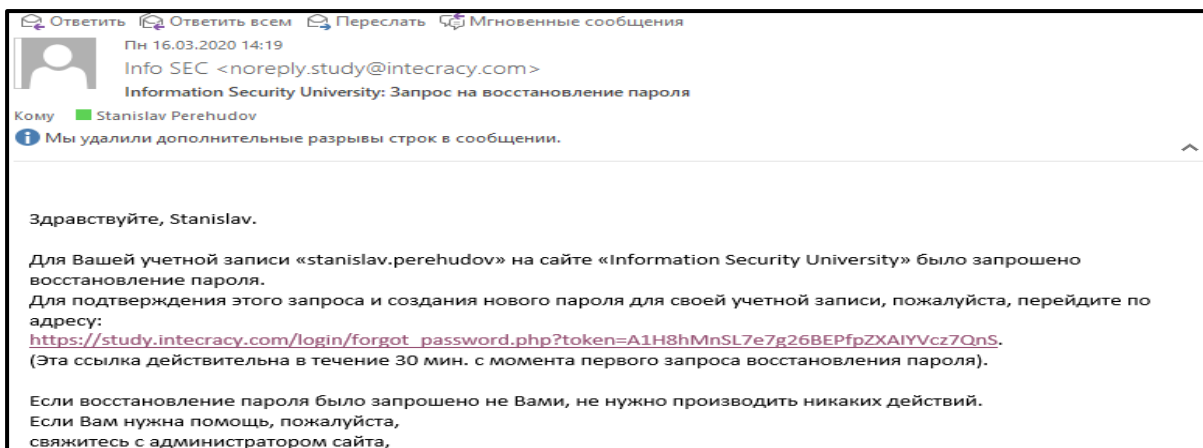 Ответить Ответить всем Переслать Мгновенные сообщения
Пн 16.03.2020 14:19
Info SEC <noreply.study@intecracy.com>
Information Security University: Запрос на восстановление пароля
Кому Stanislav Perehudov
Мы удалили дополнительные разрывы строк в сообщении.
Здравствуйте, Stanislav.
Для Вашей учетной записи «stanislav.perehudov» на сайте «Information Security University» было запрошено
восстановление пароля.
Для подтверждения этого запроса и создания нового пароля для своей учетной записи, пожалуйста, перейдите по
адресу:
https://study.intecracy.com/login/forgot_password.php?token=A1H8hMnSL7e7g26BEPfpZXAIYVcz7QnS.
(Эта ссылка действительна в течение 30 мин. с момента первого запроса восстановления пароля).
Если восстановление пароля было запрошено не Вами, не нужно производить никаких действий.
Если Вам нужна помощь, пожалуйста,
свяжитесь с администратором сайта,